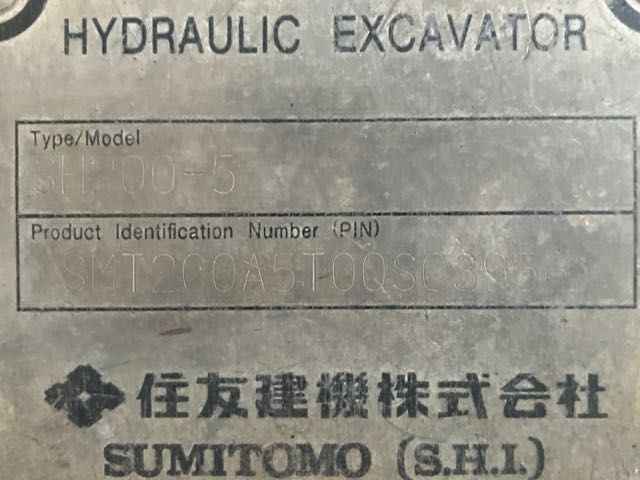 HYDRAULIC EXCAVATOR
Type/Model
SH200-5
Product Identification Number (PIN)
住友建機株式会社
SUMITOMO (S.H.I.)